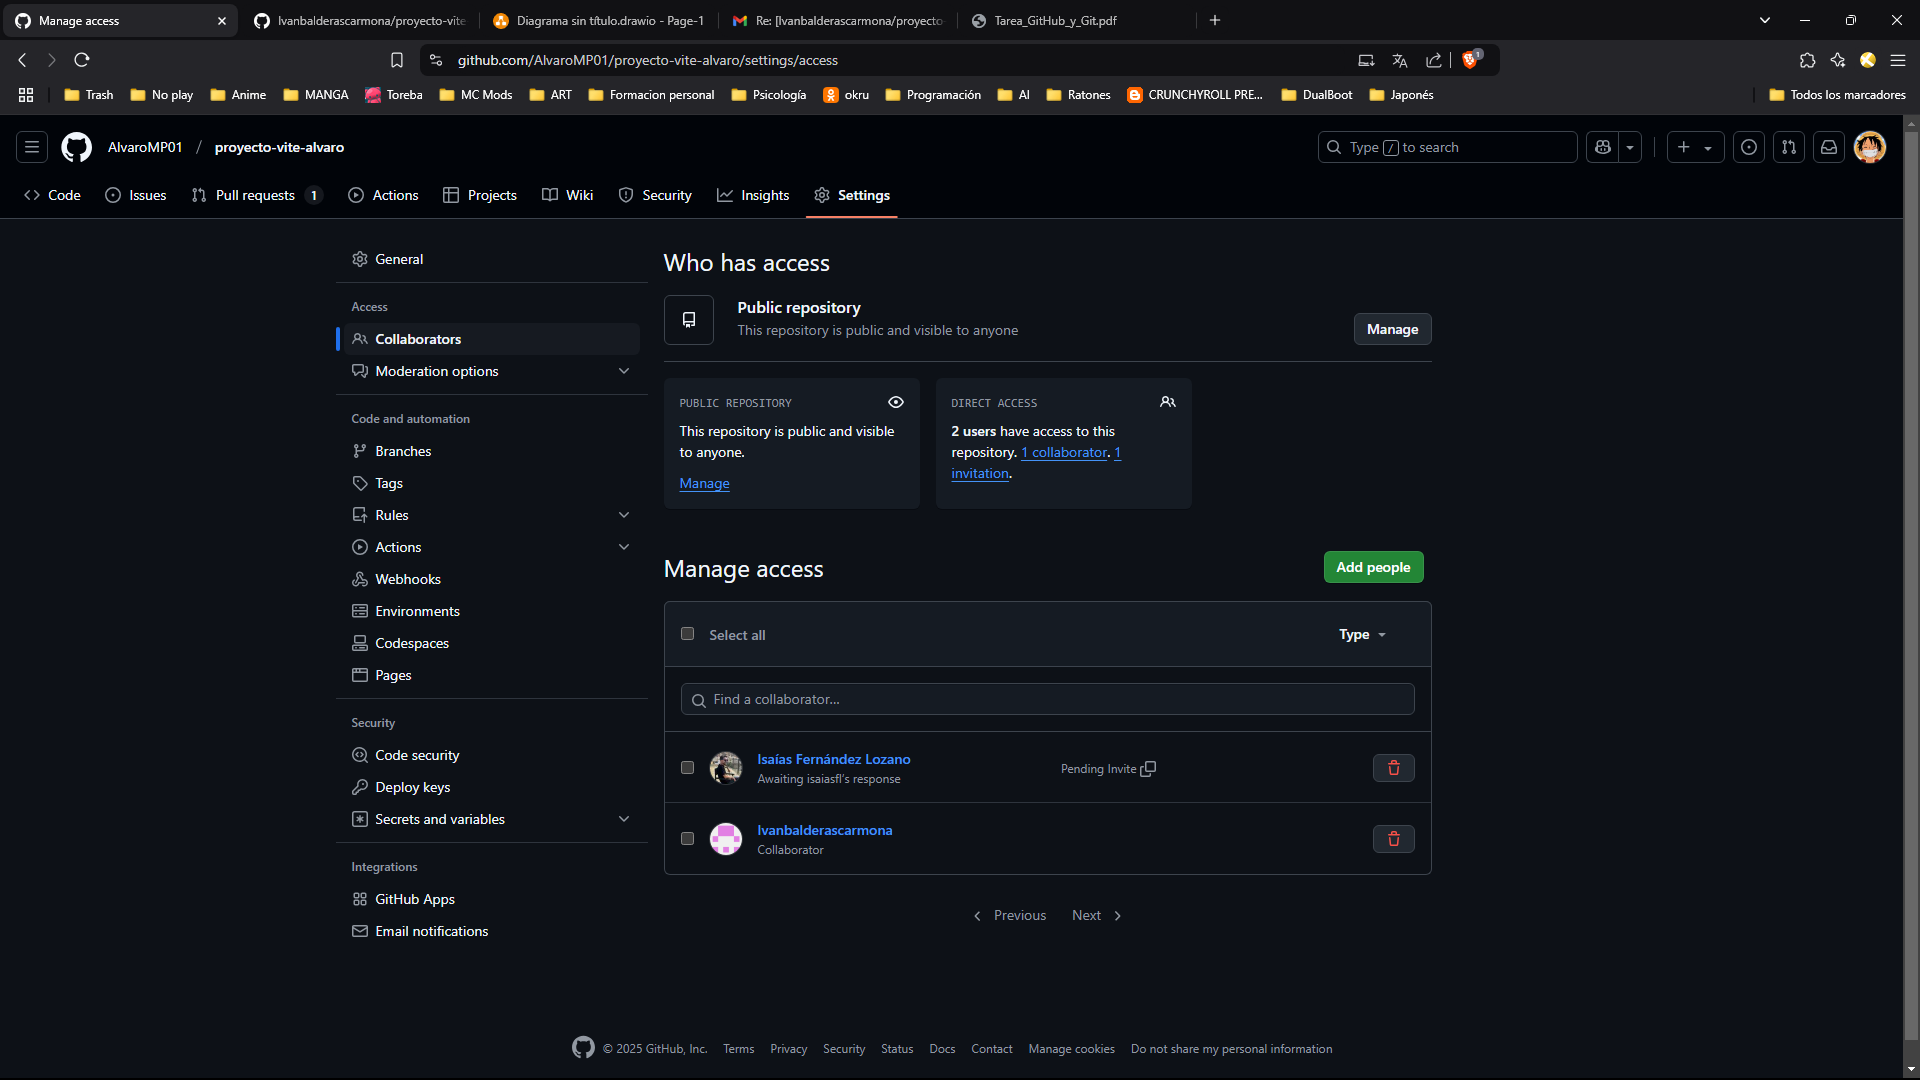 Manage access
Ivanbalderascarmona/proyecto-vite
Diagrama sin título.drawio - Page-1
Re: [Ivanbalderascarmona/proyecto-
Tarea_GitHub_y_Git.pdf
github.com/AlvaroMP01/proyecto-vite-alvaro/settings/access
1
Trash
No play
Anime
MANGA
Toreba
MC Mods
ART
Formacion personal
Psicología
okru
Programación
AI
Ratones
CRUNCHYROLL PRE...
DualBoot
Japonés
Todos los marcadores
AlvaroMP01 / proyecto-vite-alvaro
Type / to search
Code
Issues
Pull requests 1
Actions
Projects
Wiki
Security
Insights
Settings
General
Access
Collaborators
Moderation options
Code and automation
Branches
Tags
Rules
Actions
Webhooks
Environments
Codespaces
Pages
Security
Code security
Deploy keys
Secrets and variables
Integrations
GitHub Apps
Email notifications
Who has access
Public repository
This repository is public and visible to anyone
Manage
PUBLIC REPOSITORY
This repository is public and visible
to anyone.
Manage
DIRECT ACCESS
2 users have access to this
repository. 1 collaborator. 1
invitation.
Manage access
Add people
Select all
Type
Find a collaborator...
Isaías Fernández Lozano
Awaiting isaiasfl's response
Pending Invite
Ivanbalderascarmona
Collaborator
Previous
Next
© 2025 GitHub, Inc.
Terms
Privacy
Security
Status
Docs
Contact
Manage cookies
Do not share my personal information